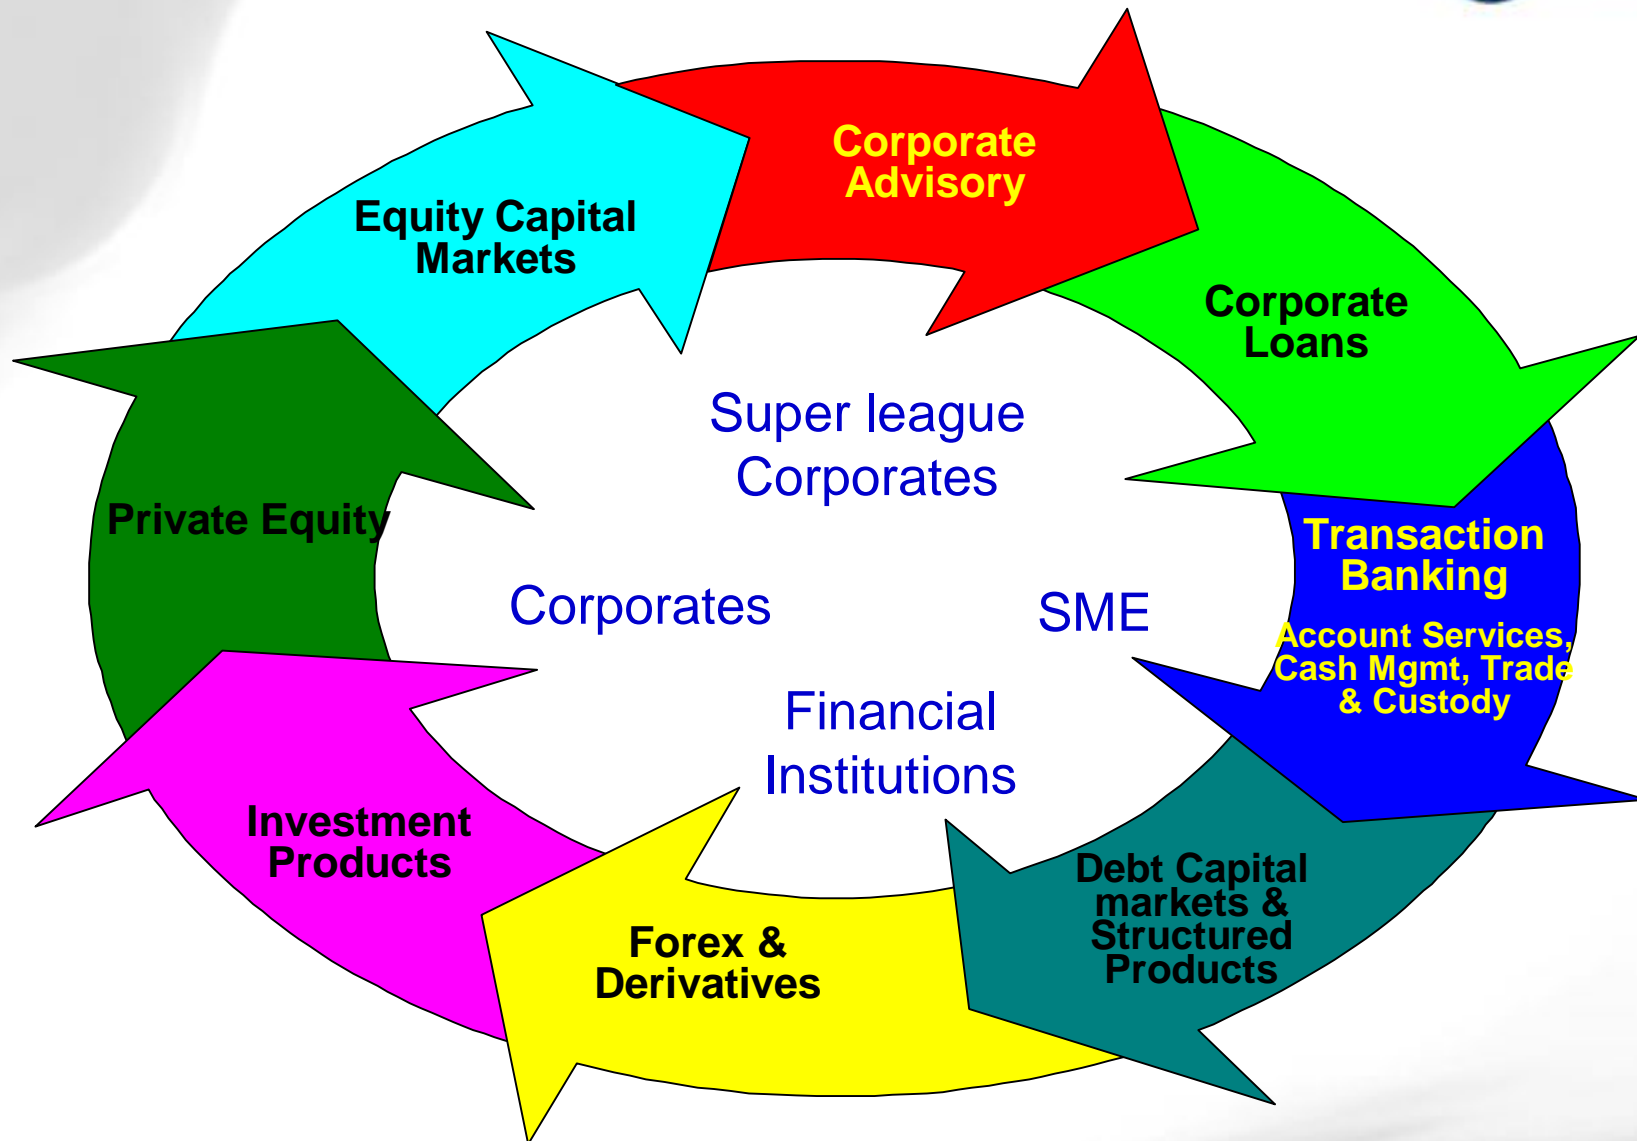 Corporate
Advisory
Equity Capital
Markets
Corporate
Loans
Super league
Corporates
Private Equity
Transaction
Banking
Corporates
SME
Account Services,
Cash Mgmt, Trade
& Custody
Financial
Institutions
Investment
Products
Debt Capital
markets &
Structured
Products
Forex &
Derivatives